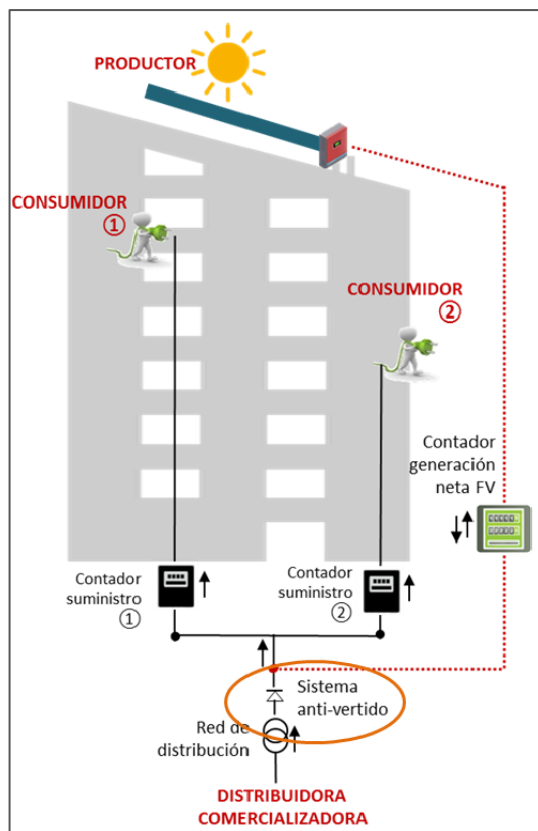 PRODUCTOR
CONSUMIDOR
①
CONSUMIDOR
②
Contador
generación
neta FV
Contador
suministro
①
Contador
suministro
②
Sistema
anti-vertido
Red de
distribución
DISTRIBUIDORA
COMERCIALIZADORA